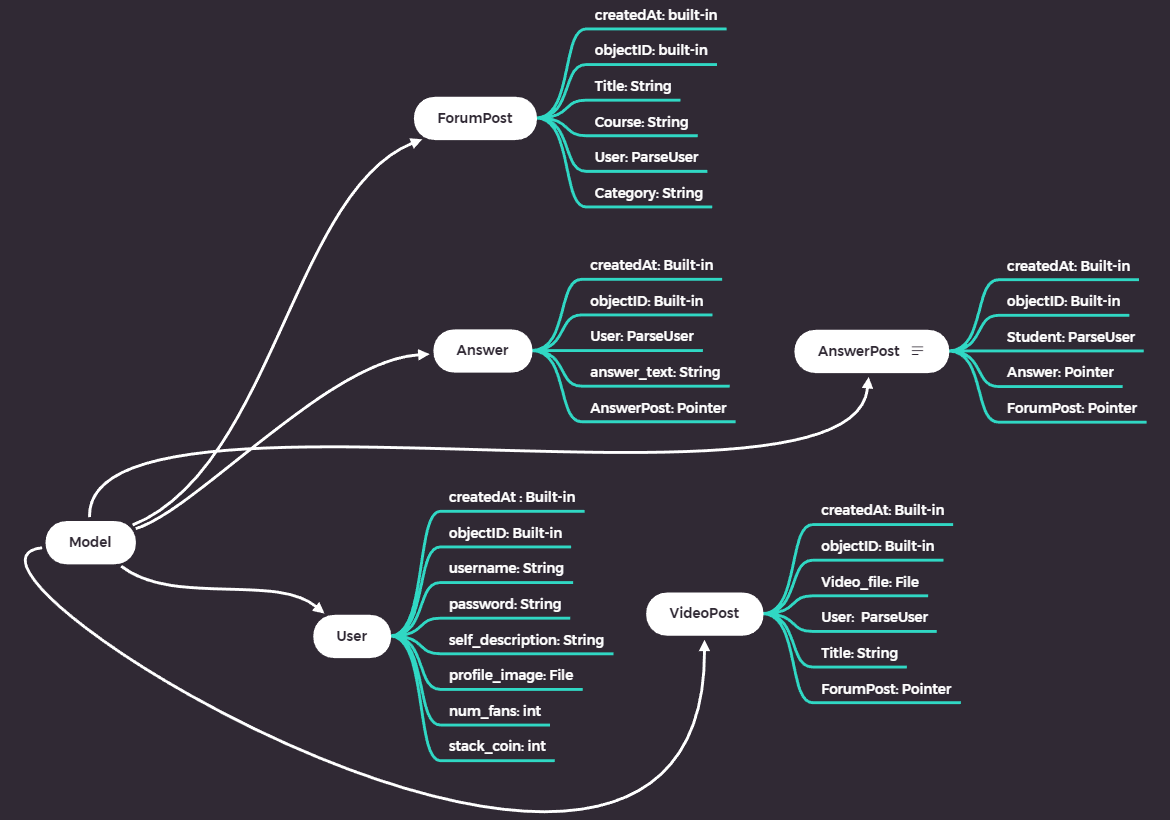 ForumPost
createdAt: built-in
objectID: built-in
Title: String
Course: String
User: ParseUser
Category: String
Answer
createdAt: Built-in
objectID: Built-in
User: ParseUser
answer_text: String
AnswerPost: Pointer
AnswerPost
createdAt: Built-in
objectID: Built-in
Student: ParseUser
Answer: Pointer
ForumPost: Pointer
Model
User
createdAt : Built-in
objectID: Built-in
username: String
password: String
self_description: String
profile_image: File
num_fans: int
stack_coin: int
VideoPost
createdAt: Built-in
objectID: Built-in
Video_file: File
User:  ParseUser
Title: String
ForumPost: Pointer